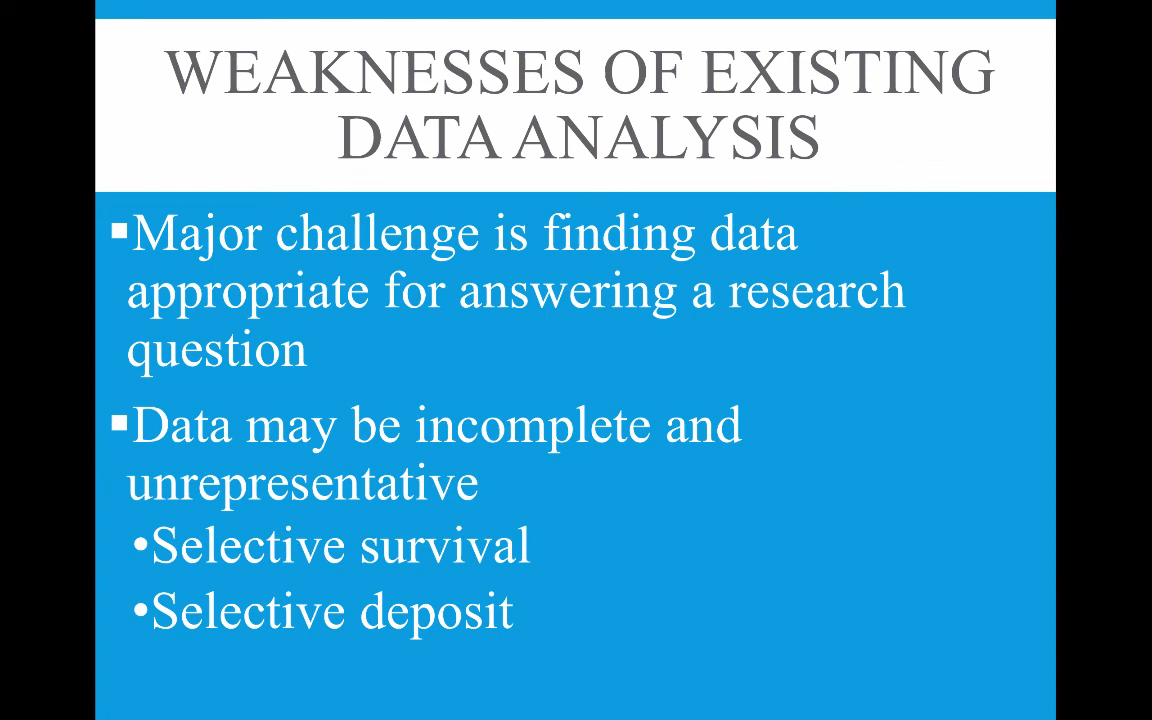 WEAKNESSES OF EXISTING
DATA ANALYSIS
▪Major challenge is finding data
appropriate for answering a research
question
▪Data may be incomplete and
unrepresentative
•Selective survival
•Selective deposit